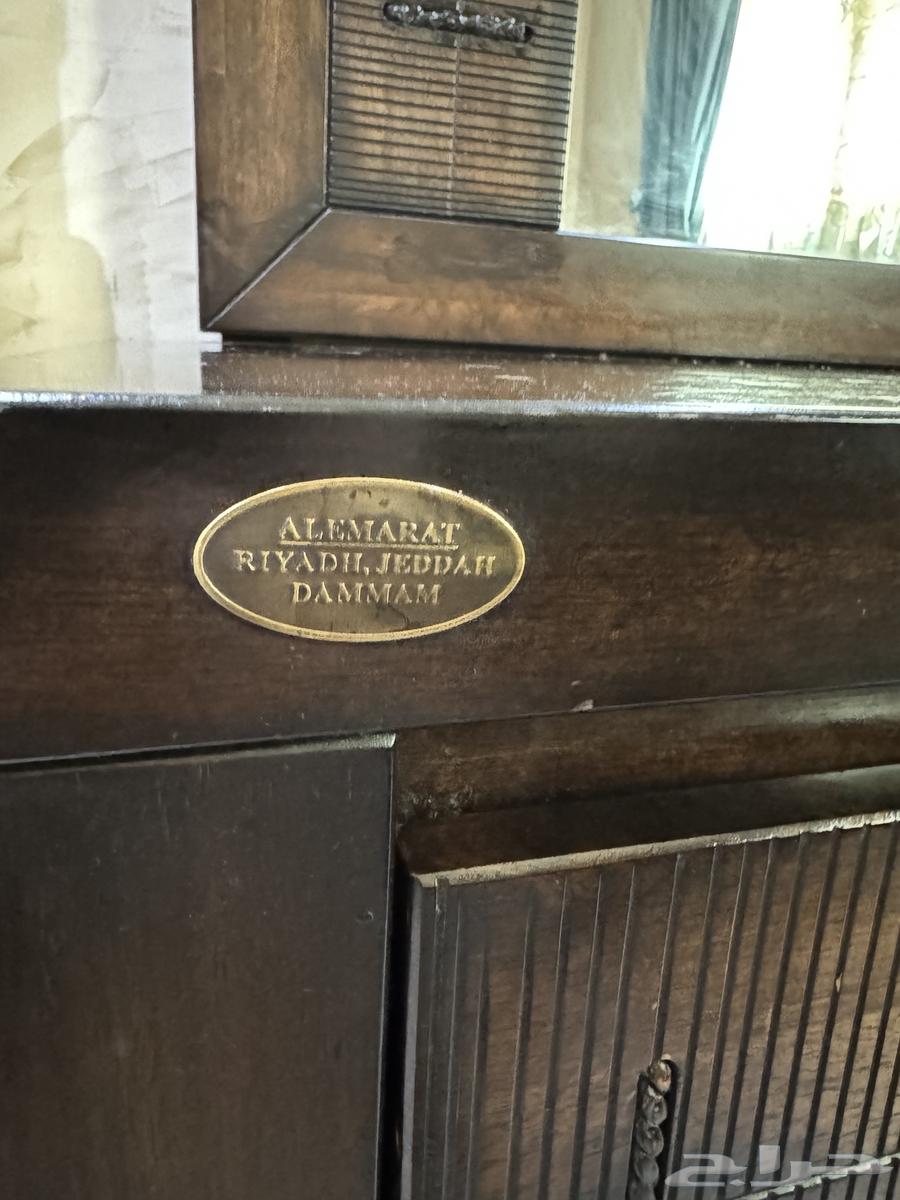 ALEMARAT
RIYADH, JEDDAH
DAMMAM
حراج